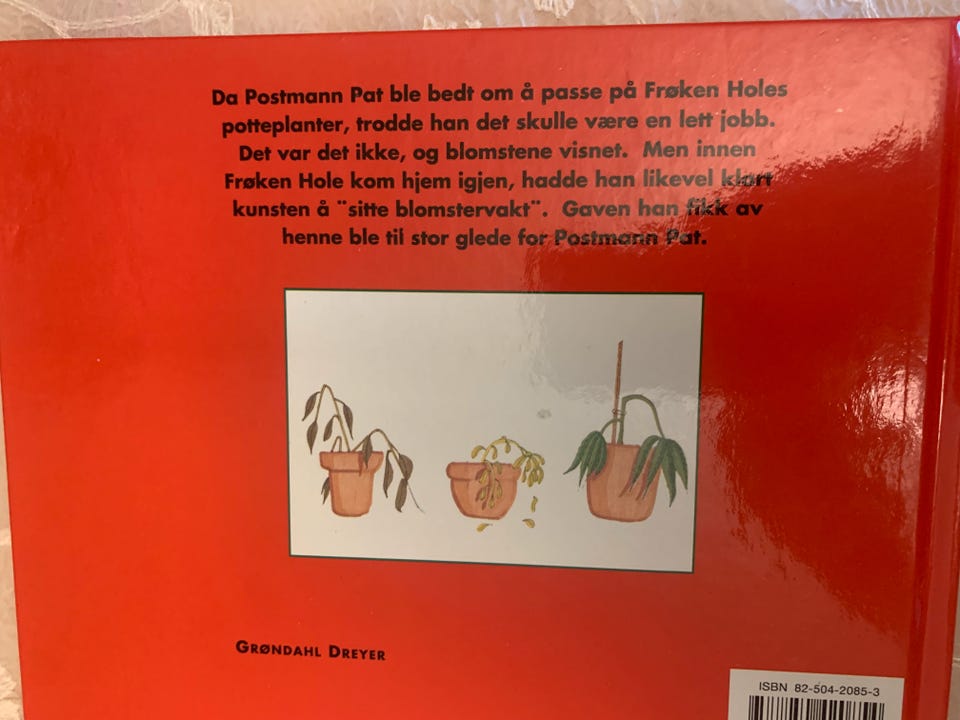 Da Postmann Pat ble bedt om å passe på Frøken Holes
potteplanter, trodde han det skulle være en lett jobb.
Det var det ikke, og blomstene visnet. Men innen
Frøken Hole kom hjem igjen, hadde han likevel klart
kunsten å "sitte blomstervakt". Gaven han fikk av
henne ble til stor glede for Postmann Pat.
GRØNDAHL DREYER
ISBN 82-504-2085-3